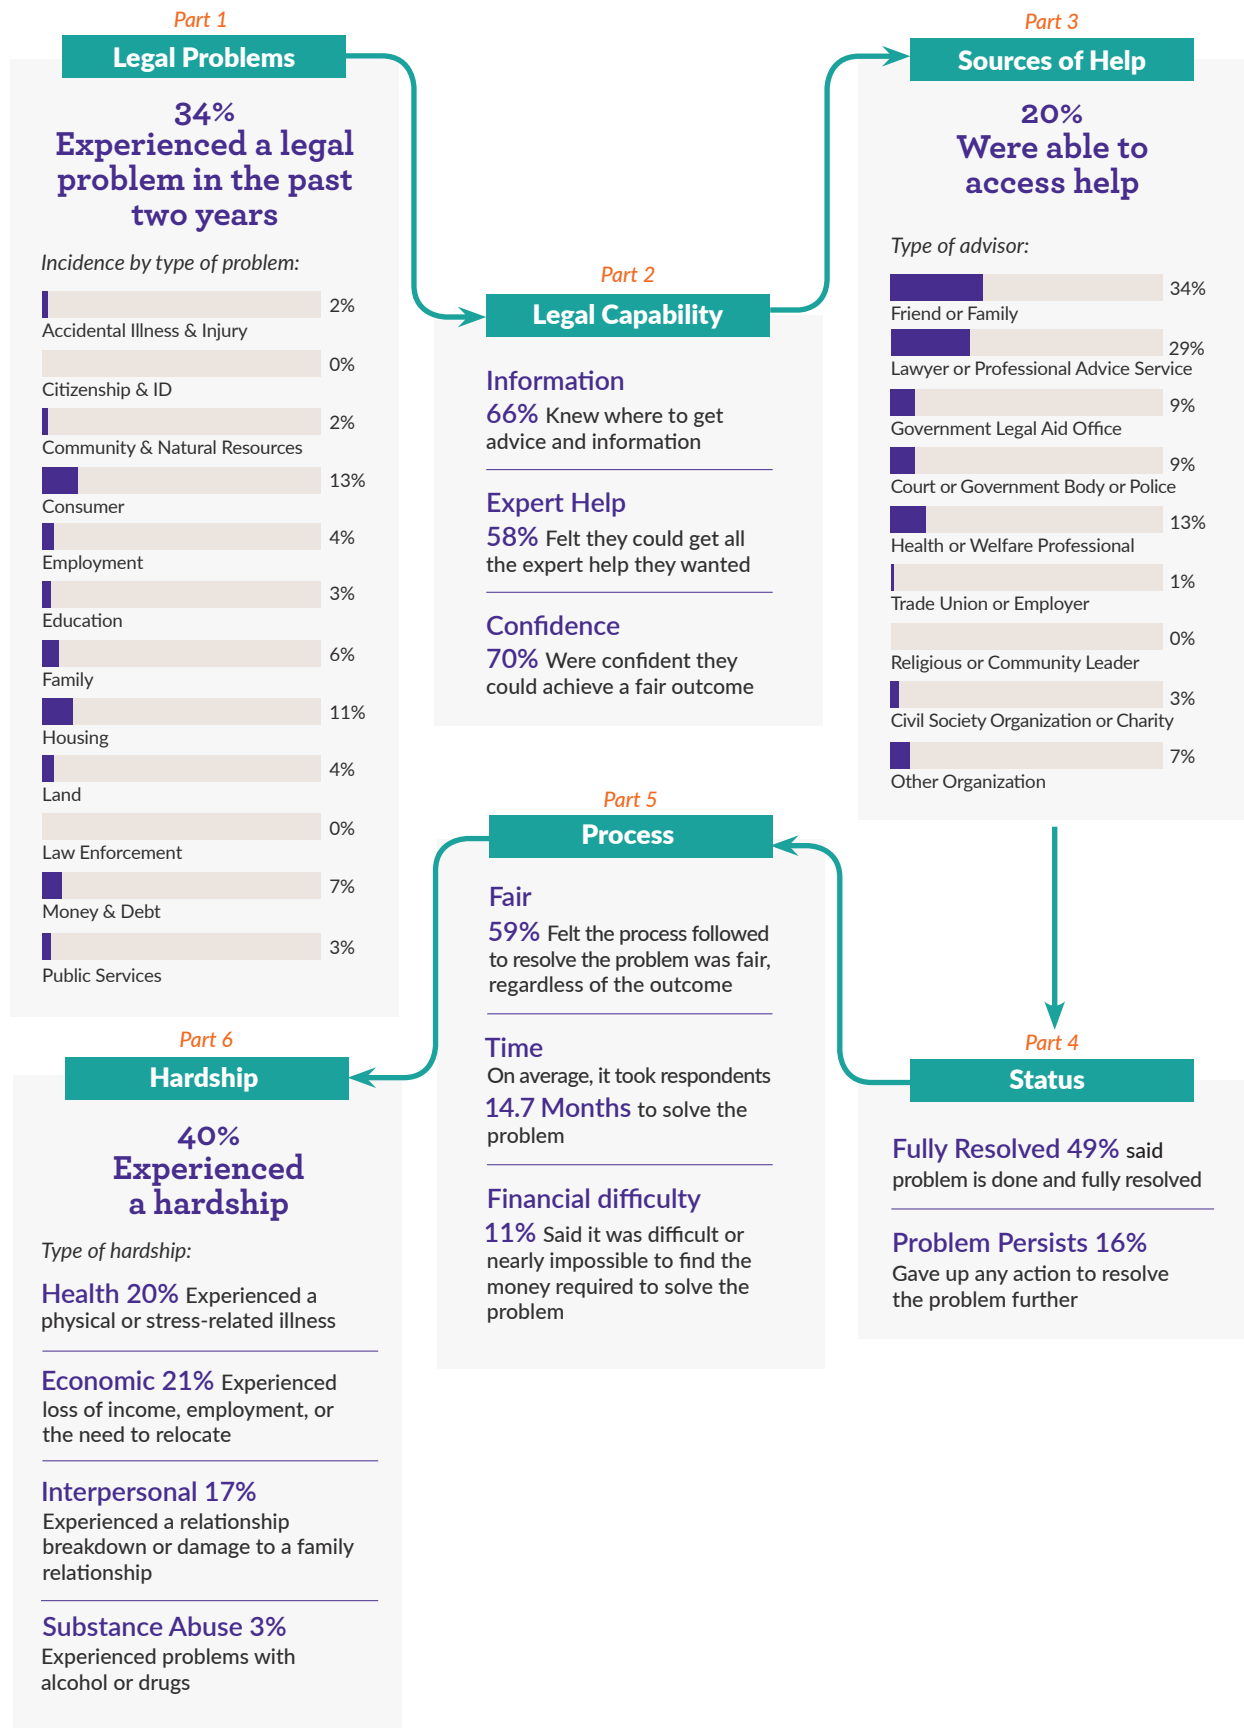 Part 1
Legal Problems
34%
Experienced a legal
problem in the past
two years
Incidence by type of problem:
2%
Accidental Illness & Injury
0%
Citizenship & ID
2%
Community & Natural Resources
13%
Consumer
4%
Employment
3%
Education
6%
Family
11%
Housing
4%
Land
0%
Law Enforcement
7%
Money & Debt
3%
Public Services
Part 2
Legal Capability
Information
66% Knew where to get
advice and information
Expert Help
58% Felt they could get all
the expert help they wanted
Confidence
70% Were confident they
could achieve a fair outcome
Part 3
Sources of Help
20%
Were able to
access help
Type of advisor:
34%
Friend or Family
29%
Lawyer or Professional Advice Service
9%
Government Legal Aid Office
9%
Court or Government Body or Police
13%
Health or Welfare Professional
1%
Trade Union or Employer
0%
Religious or Community Leader
3%
Civil Society Organization or Charity
7%
Other Organization
Part 4
Status
Fully Resolved 49% said
problem is done and fully resolved
Problem Persists 16%
Gave up any action to resolve
the problem further
Part 5
Process
Fair
59% Felt the process followed
to resolve the problem was fair,
regardless of the outcome
Time
On average, it took respondents
14.7 Months to solve the
problem
Financial difficulty
11% Said it was difficult or
nearly impossible to find the
money required to solve the
problem
Part 6
Hardship
40%
Experienced
a hardship
Type of hardship:
Health 20% Experienced a
physical or stress-related illness
Economic 21% Experienced
loss of income, employment, or
the need to relocate
Interpersonal 17%
Experienced a relationship
breakdown or damage to a family
relationship
Substance Abuse 3%
Experienced problems with
alcohol or drugs